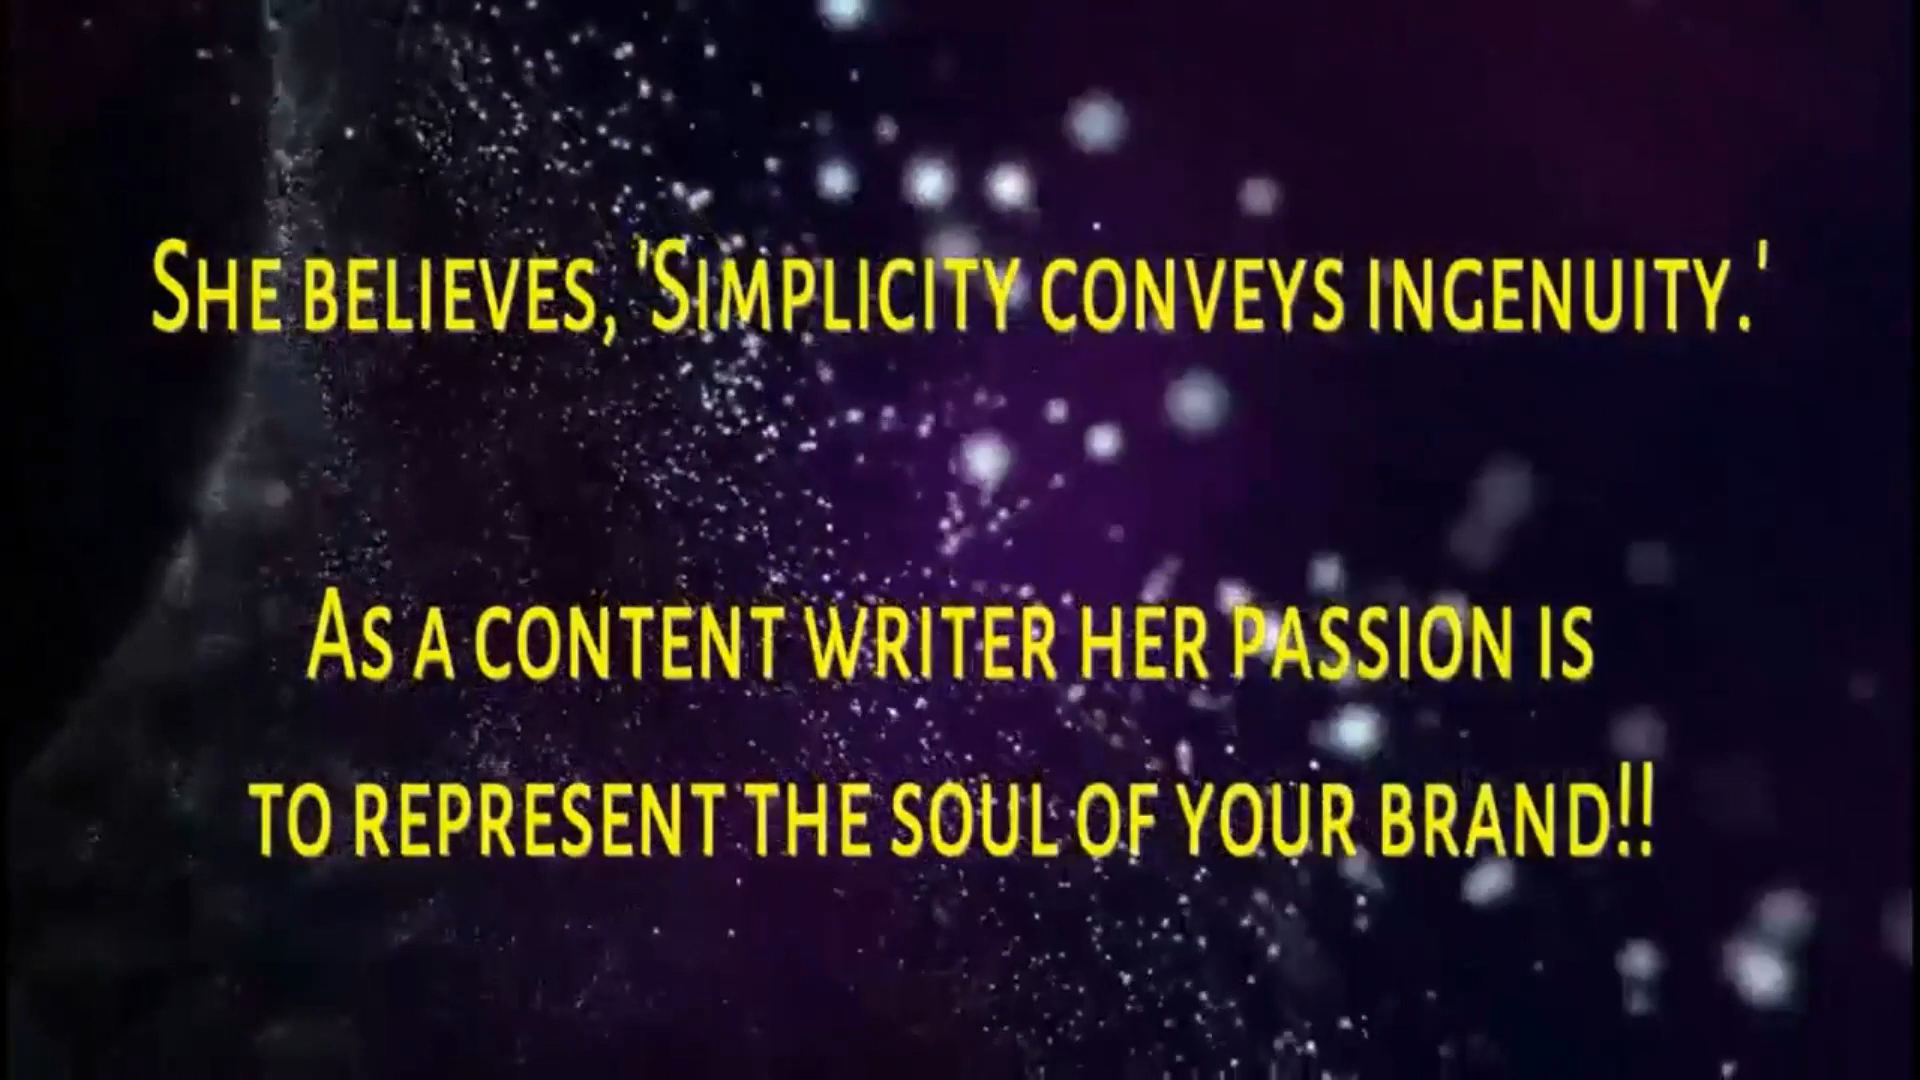 She believes, 'Simplicity conveys ingenuity.'
As a content writer her passion is
to represent the soul of your brand!!